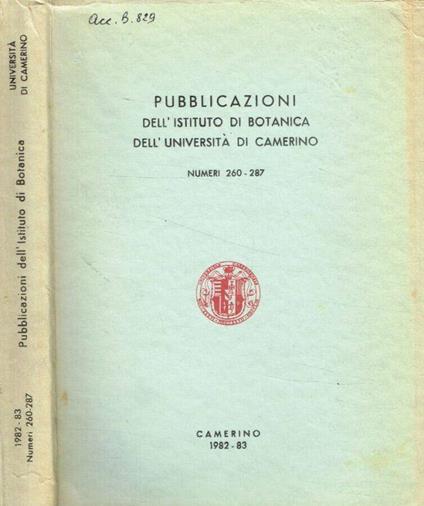 UNIVERSITÀ
DI CAMERINO
Pubblicazioni dell'Istituto di Botanica
1982 - 83
Numeri 260-287
Acc. B. 829
PUBBLICAZIONI
DELL'ISTITUTO DI BOTANICA
DELL'UNIVERSITÀ DI CAMERINO
NUMERI 260 - 287
CAMERINO
1982 - 83